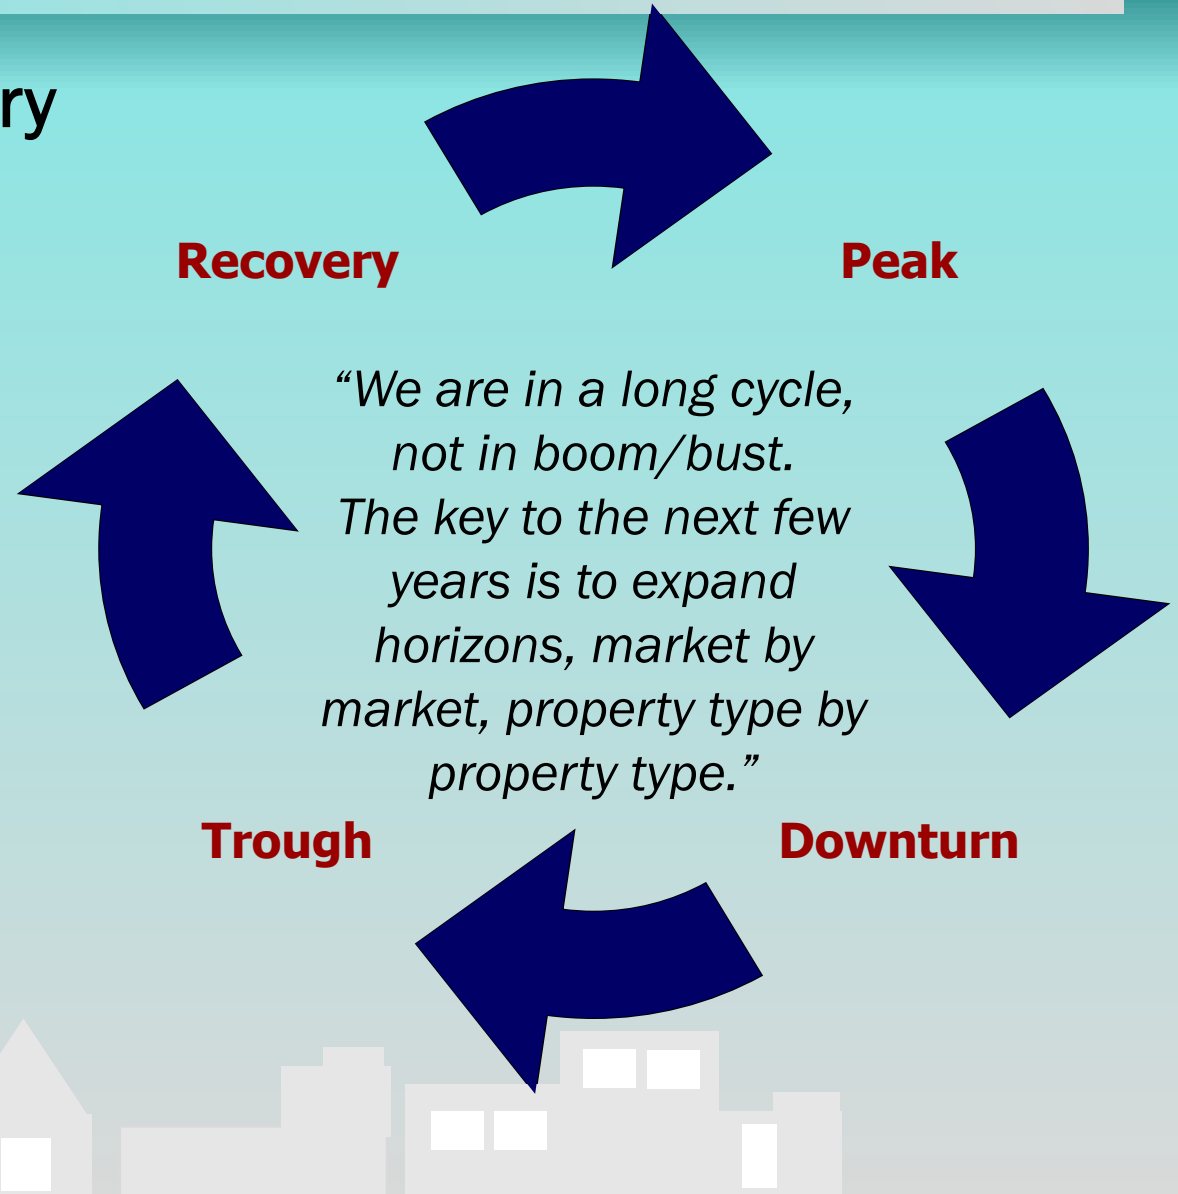 ry
Recovery
Peak
“We are in a long cycle,
not in boom/bust.
The key to the next few
years is to expand
horizons, market by
market, property type by
property type.”
Trough
Downturn